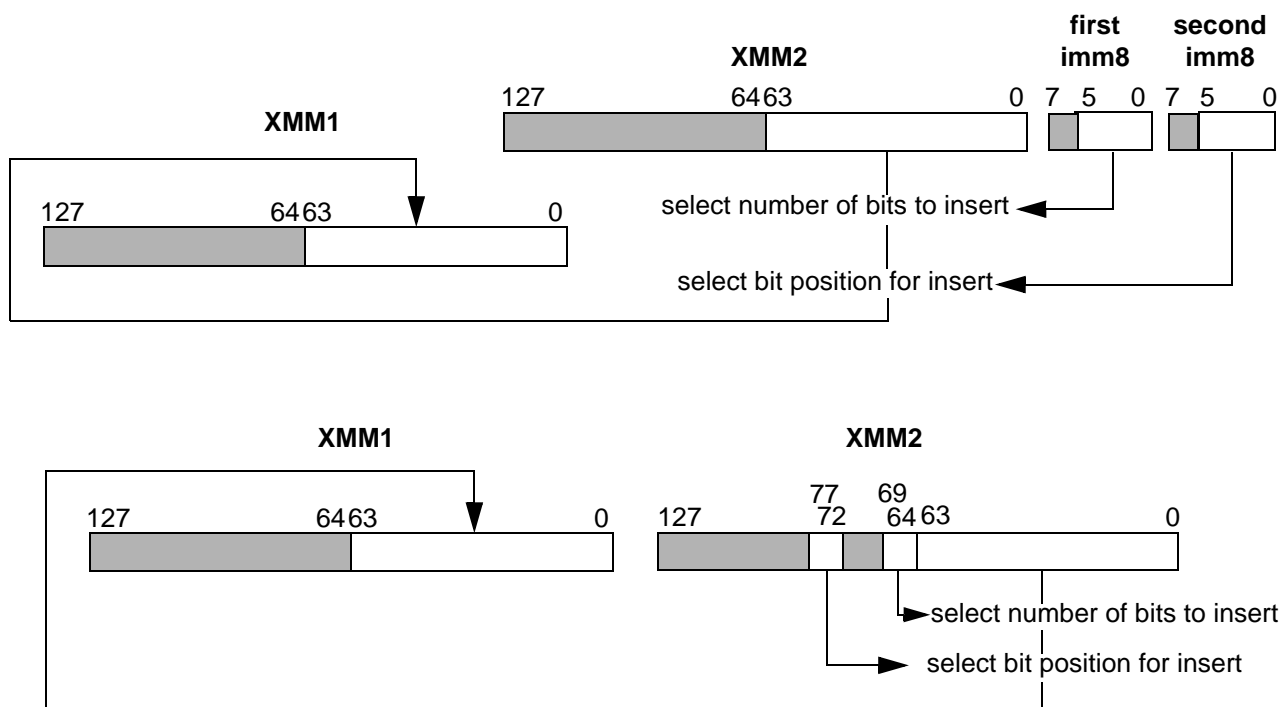 first second
XMM2 imm8 imm8
127 64 63 0 7 5 0 7 5 0
XMM1
select number of bits to insert
127 64 63 0
select bit position for insert
XMM1 XMM2
77 69
127 64 63 0 127 72 64 63 0
select number of bits to insert
select bit position for insert